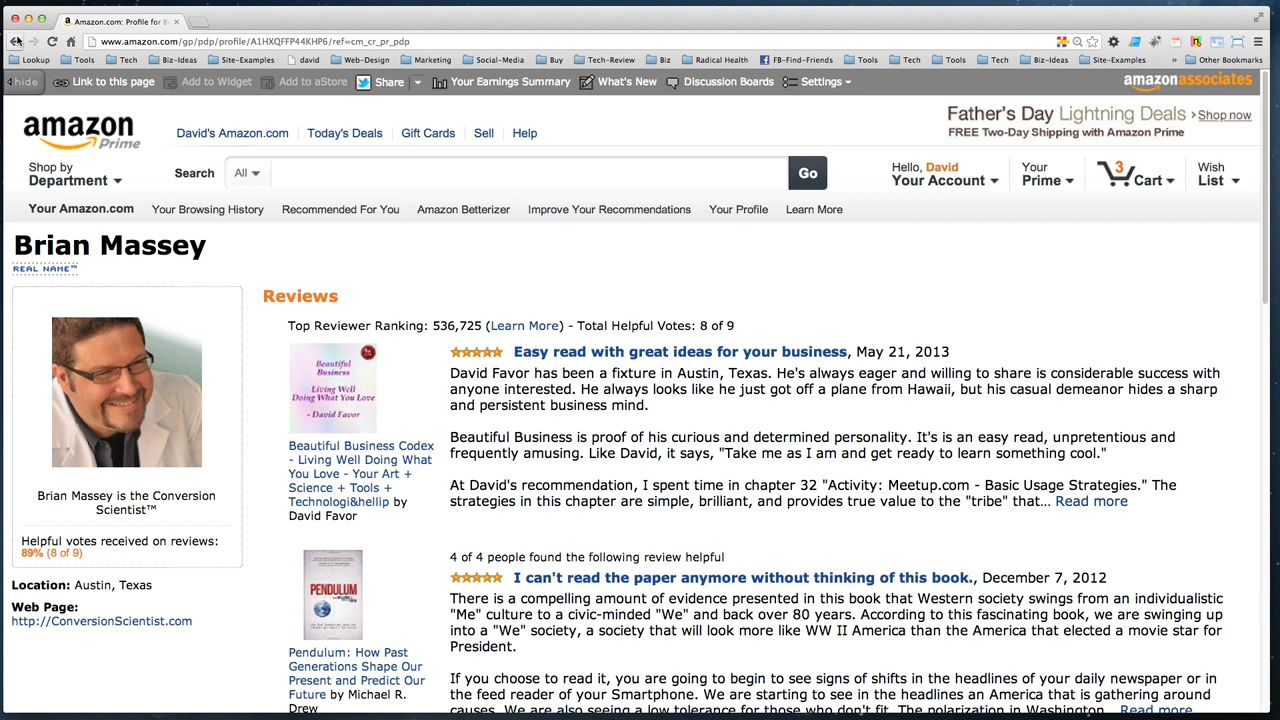 Amazon.com: Profile for B
www.amazon.com/gp/pdp/profile/A1HXQFFP44KHP6/ref=cm_cr_pr_pdp
Lookup Tools Tech Biz-Ideas Site-Examples david Web-Design Marketing Social-Media Buy Tech-Review Biz Radical Health FB-Find-Friends Tools Tech Tools Tech Biz-Ideas Site-Examples » Other Bookmarks
hide Link to this page Add to Widget Add to aStore Share Your Earnings Summary What's New Discussion Boards Settings amazonassociates
Father's Day Lightning Deals > Shop now
FREE Two-Day Shipping with Amazon Prime
amazon Prime
David's Amazon.com Today's Deals Gift Cards Sell Help
Shop by Department
Search All Go
Hello, David Your Account
Your Prime
3 Cart
Wish List
Your Amazon.com Your Browsing History Recommended For You Amazon Betterizer Improve Your Recommendations Your Profile Learn More
Brian Massey
REAL NAME™
Brian Massey is the Conversion
Scientist™
Helpful votes received on reviews:
89% (8 of 9)
Location: Austin, Texas
Web Page:
http://ConversionScientist.com
Reviews
Top Reviewer Ranking: 536,725 (Learn More) - Total Helpful Votes: 8 of 9
Beautiful
Business
Living Well
Doing What
You Love
- David Favor
Beautiful Business Codex
- Living Well Doing What
You Love - Your Art +
Science + Tools +
Technologi&hellip by
David Favor
Easy read with great ideas for your business, May 21, 2013
David Favor has been a fixture in Austin, Texas. He's always eager and willing to share is considerable success with
anyone interested. He always looks like he just got off a plane from Hawaii, but his casual demeanor hides a sharp
and persistent business mind.
Beautiful Business is proof of his curious and determined personality. It's is an easy read, unpretentious and
frequently amusing. Like David, it says, "Take me as I am and get ready to learn something cool."
At David's recommendation, I spent time in chapter 32 "Activity: Meetup.com - Basic Usage Strategies." The
strategies in this chapter are simple, brilliant, and provides true value to the "tribe" that... Read more
PENDULUM
Pendulum: How Past
Generations Shape Our
Present and Predict Our
Future by Michael R.
Drew
4 of 4 people found the following review helpful
I can't read the paper anymore without thinking of this book., December 7, 2012
There is a compelling amount of evidence presented in this book that Western society swings from an individualistic
"Me" culture to a civic-minded "We" and back over 80 years. According to this fascinating book, we are swinging up
into a "We" society, a society that will look more like WW II America than the America that elected a movie star for
President.
If you choose to read it, you are going to begin to see signs of shifts in the headlines of your daily newspaper or in
the feed reader of your Smartphone. We are starting to see in the headlines an America that is gathering around
causes. We are also seeing a low tolerance for those who don't fit. The polarization in Washington... Read more